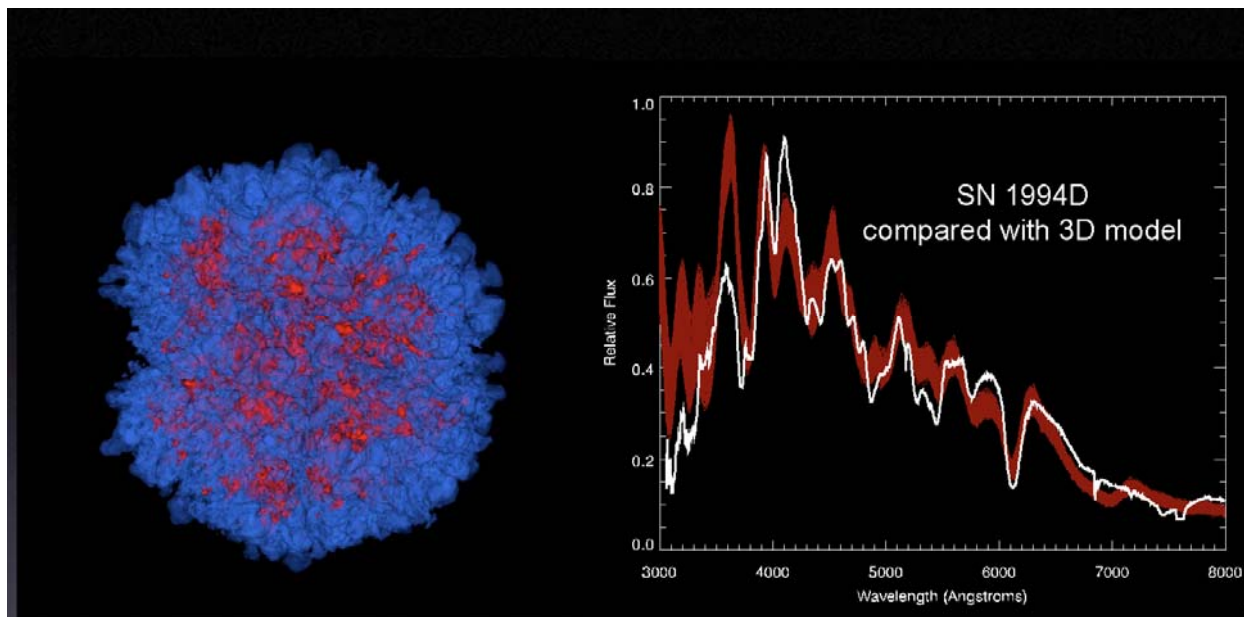 SN 1994D
compared with 3D model
Relative Flux
1.0
0.8
0.6
0.4
0.2
0.0
3000 4000 5000 6000 7000 8000
Wavelength (Angstroms)